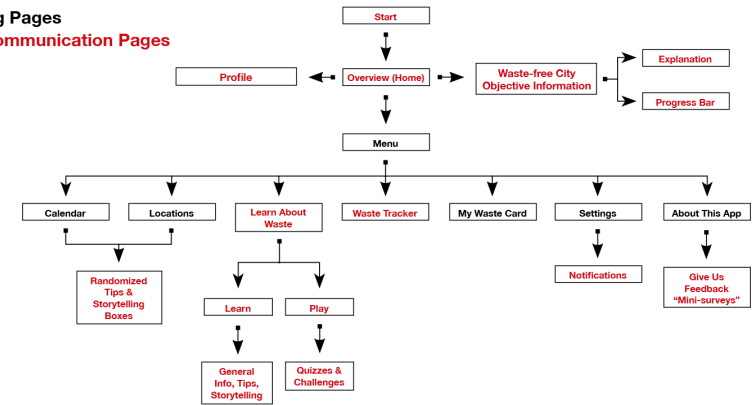 g Pages
ommunication Pages
Start
Profile
Overview (Home)
Waste-free City
Objective Information
Explanation
Progress Bar
Menu
Calendar
Locations
Learn About
Waste
Waste Tracker
My Waste Card
Settings
About This App
Randomized
Tips &
Storytelling
Boxes
Learn
Play
Notifications
Give Us
Feedback
“Mini-surveys”
General
Info, Tips,
Storytelling
Quizzes &
Challenges